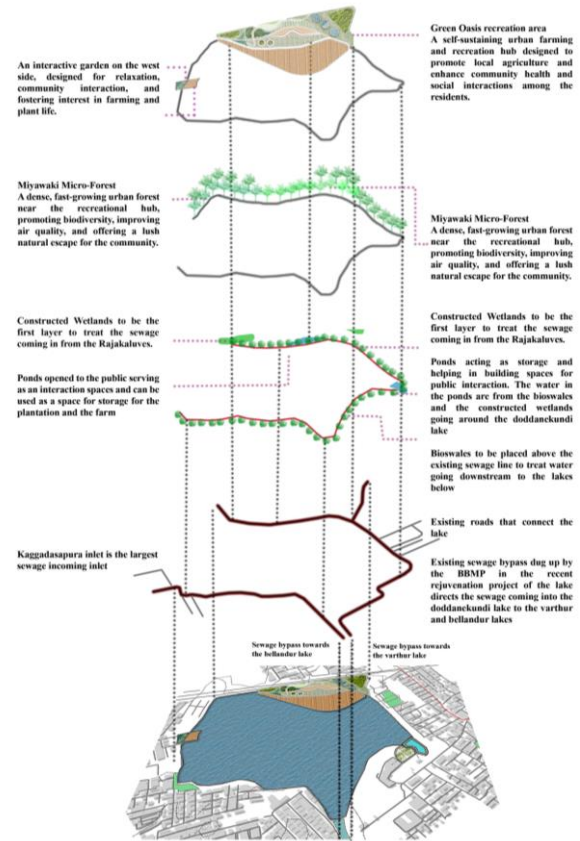 Green Oasis recreation area
A self-sustaining urban farming
and recreation hub designed to
promote local agriculture and
enhance community health and
social interactions among the
residents.
An interactive garden on the west
side, designed for relaxation,
community interaction, and
fostering interest in farming and
plant life.
Miyawaki Micro-Forest
A dense, fast-growing urban forest
near the recreational hub,
promoting biodiversity, improving
air quality, and offering a lush
natural escape for the community.
Miyawaki Micro-Forest
A dense, fast-growing urban forest
near the recreational hub,
promoting biodiversity, improving
air quality, and offering a lush
natural escape for the community.
Constructed Wetlands to be the
first layer to treat the sewage
coming in from the Rajakaluves.
Ponds opened to the public serving
as an interaction spaces and can be
used as a space for storage for the
plantation and the farm
Constructed Wetlands to be the
first layer to treat the sewage
coming in from the Rajakaluves.
Ponds acting as storage and
helping in building spaces for
public interaction. The water in
the ponds are from the bioswales
and the constructed wetlands
going around the doddanekundi
lake
Bioswales to be placed above the
existing sewage line to treat water
going downstream to the lakes
below
Existing roads that connect the
lake
Kaggadasapura inlet is the largest
sewage incoming inlet
Existing sewage bypass dug up by
the BBMP in the recent
rejuvenation project of the lake
directs the sewage coming into the
doddanekundi lake to the varthur
and bellandur lakes
Sewage bypass towards
the bellandur lake
Sewage bypass towards
the varthur lake